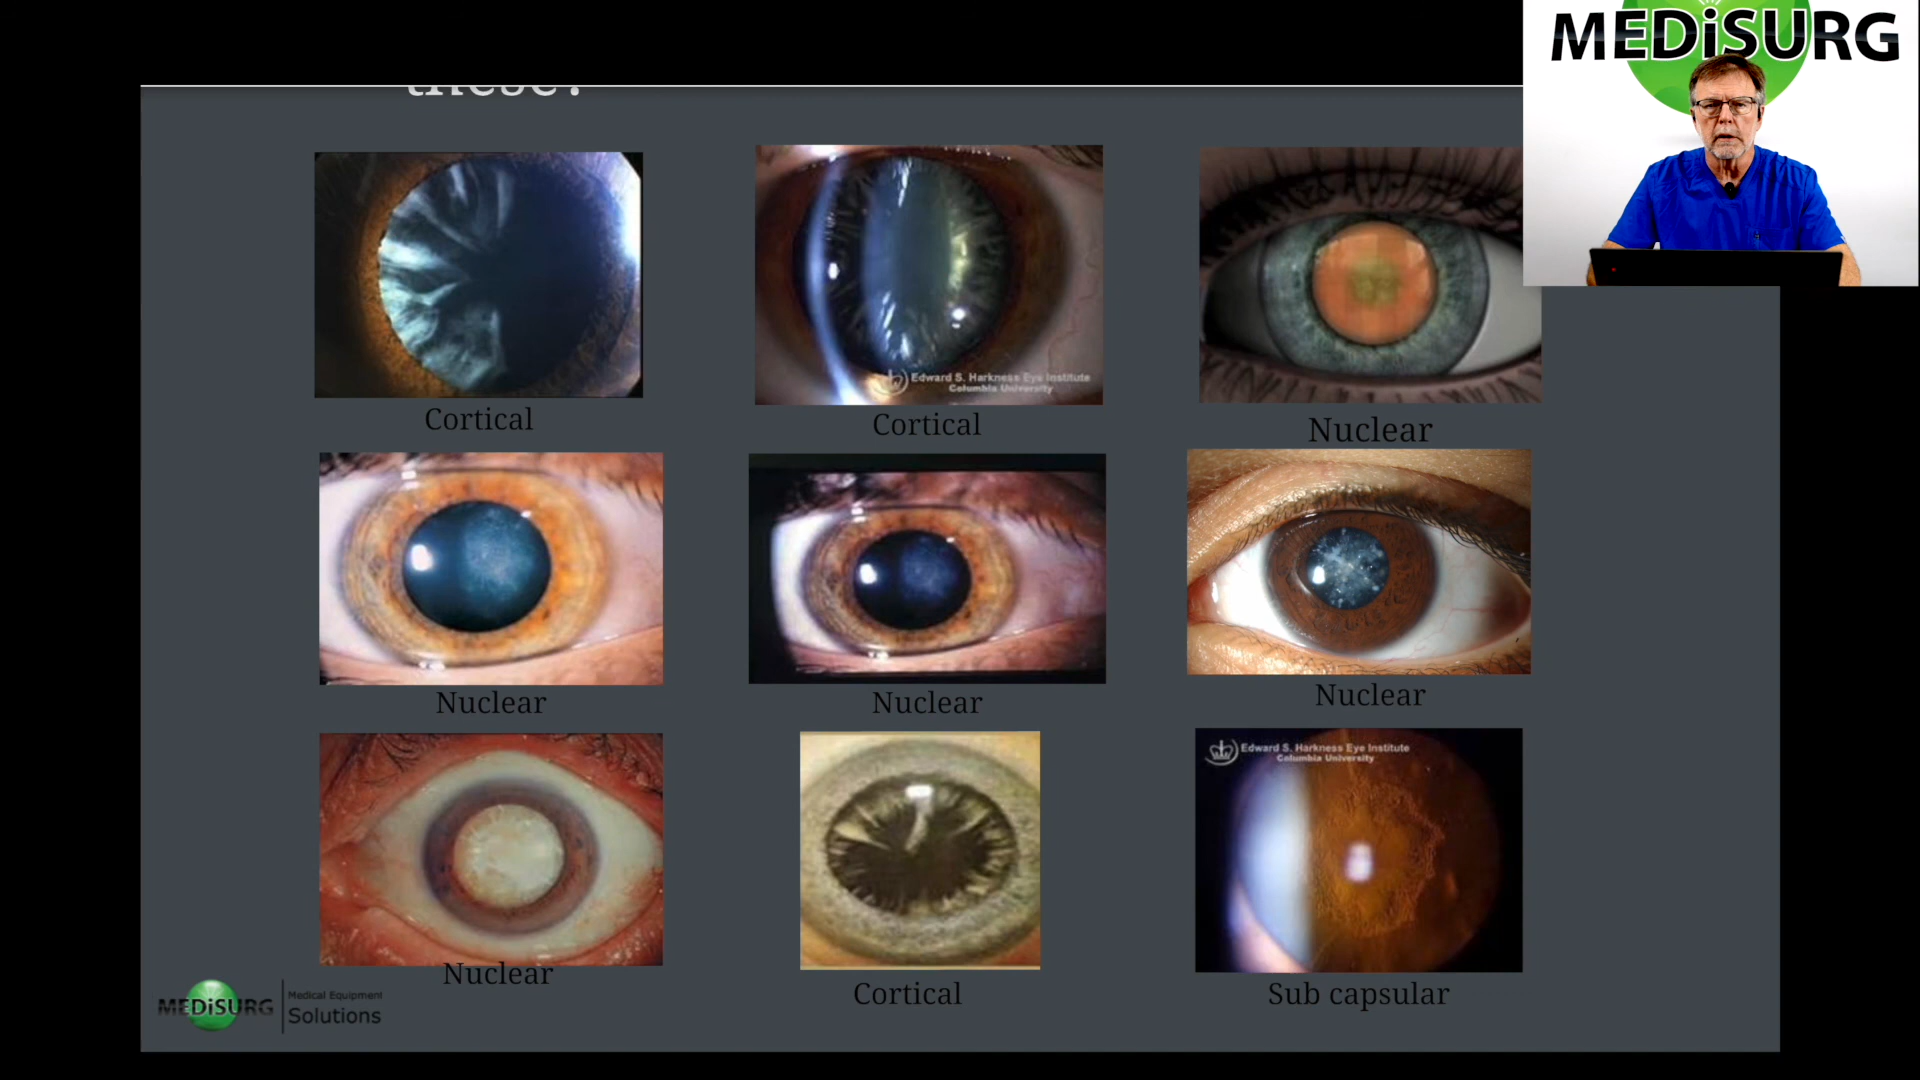 MEDiSURG
these?
Edward S. Harkness Eye Institute
Columbia University
Cortical
Cortical
Nuclear
Nuclear
Nuclear
Nuclear
Edward S. Harkness Eye Institute
Columbia University
Nuclear
Cortical
Sub capsular
MEDiSURG
Medical Equipment
Solutions